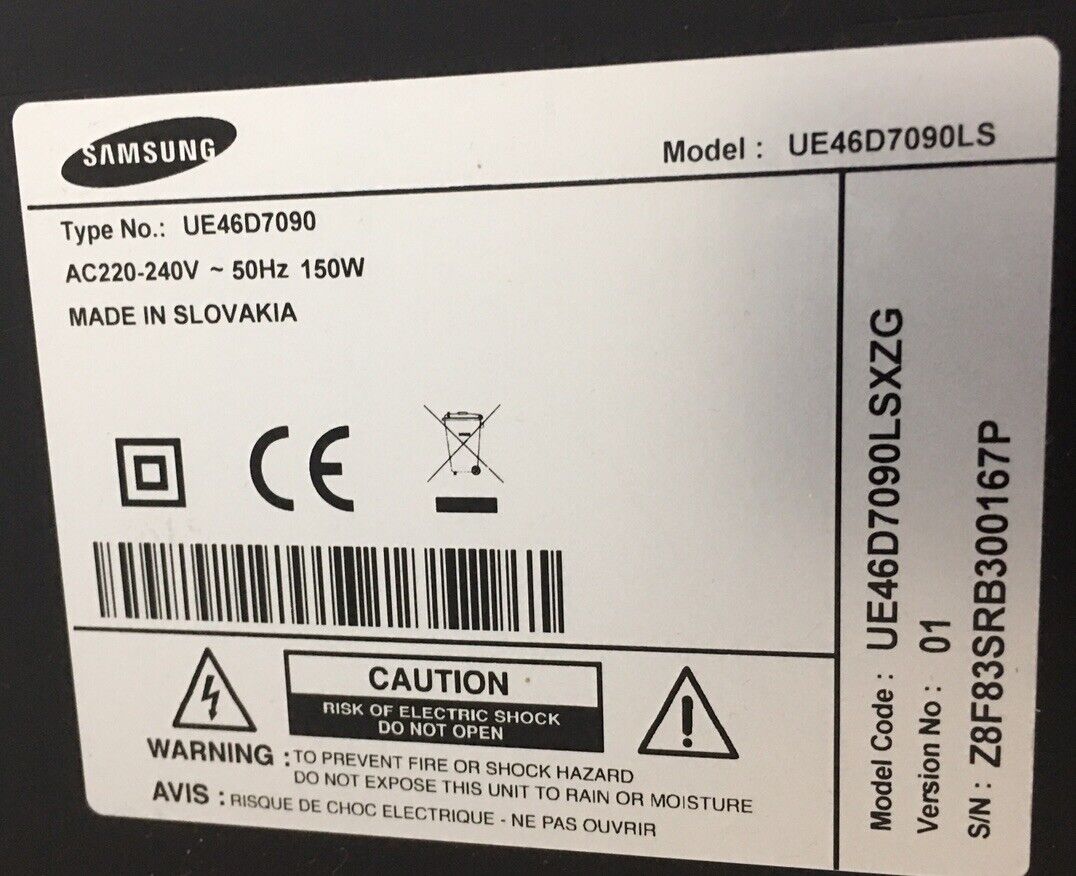 SAMSUNG
Model : UE46D7090LS
Type No.: UE46D7090
AC220-240V ~ 50Hz 150W
MADE IN SLOVAKIA
CE
CAUTION
RISK OF ELECTRIC SHOCK
DO NOT OPEN
WARNING : TO PREVENT FIRE OR SHOCK HAZARD
DO NOT EXPOSE THIS UNIT TO RAIN OR MOISTURE
AVIS : RISQUE DE CHOC ELECTRIQUE - NE PAS OUVRIR
Model Code : UE46D7090LSXZG
Version No : 01
S/N : Z8F83SRB300167P